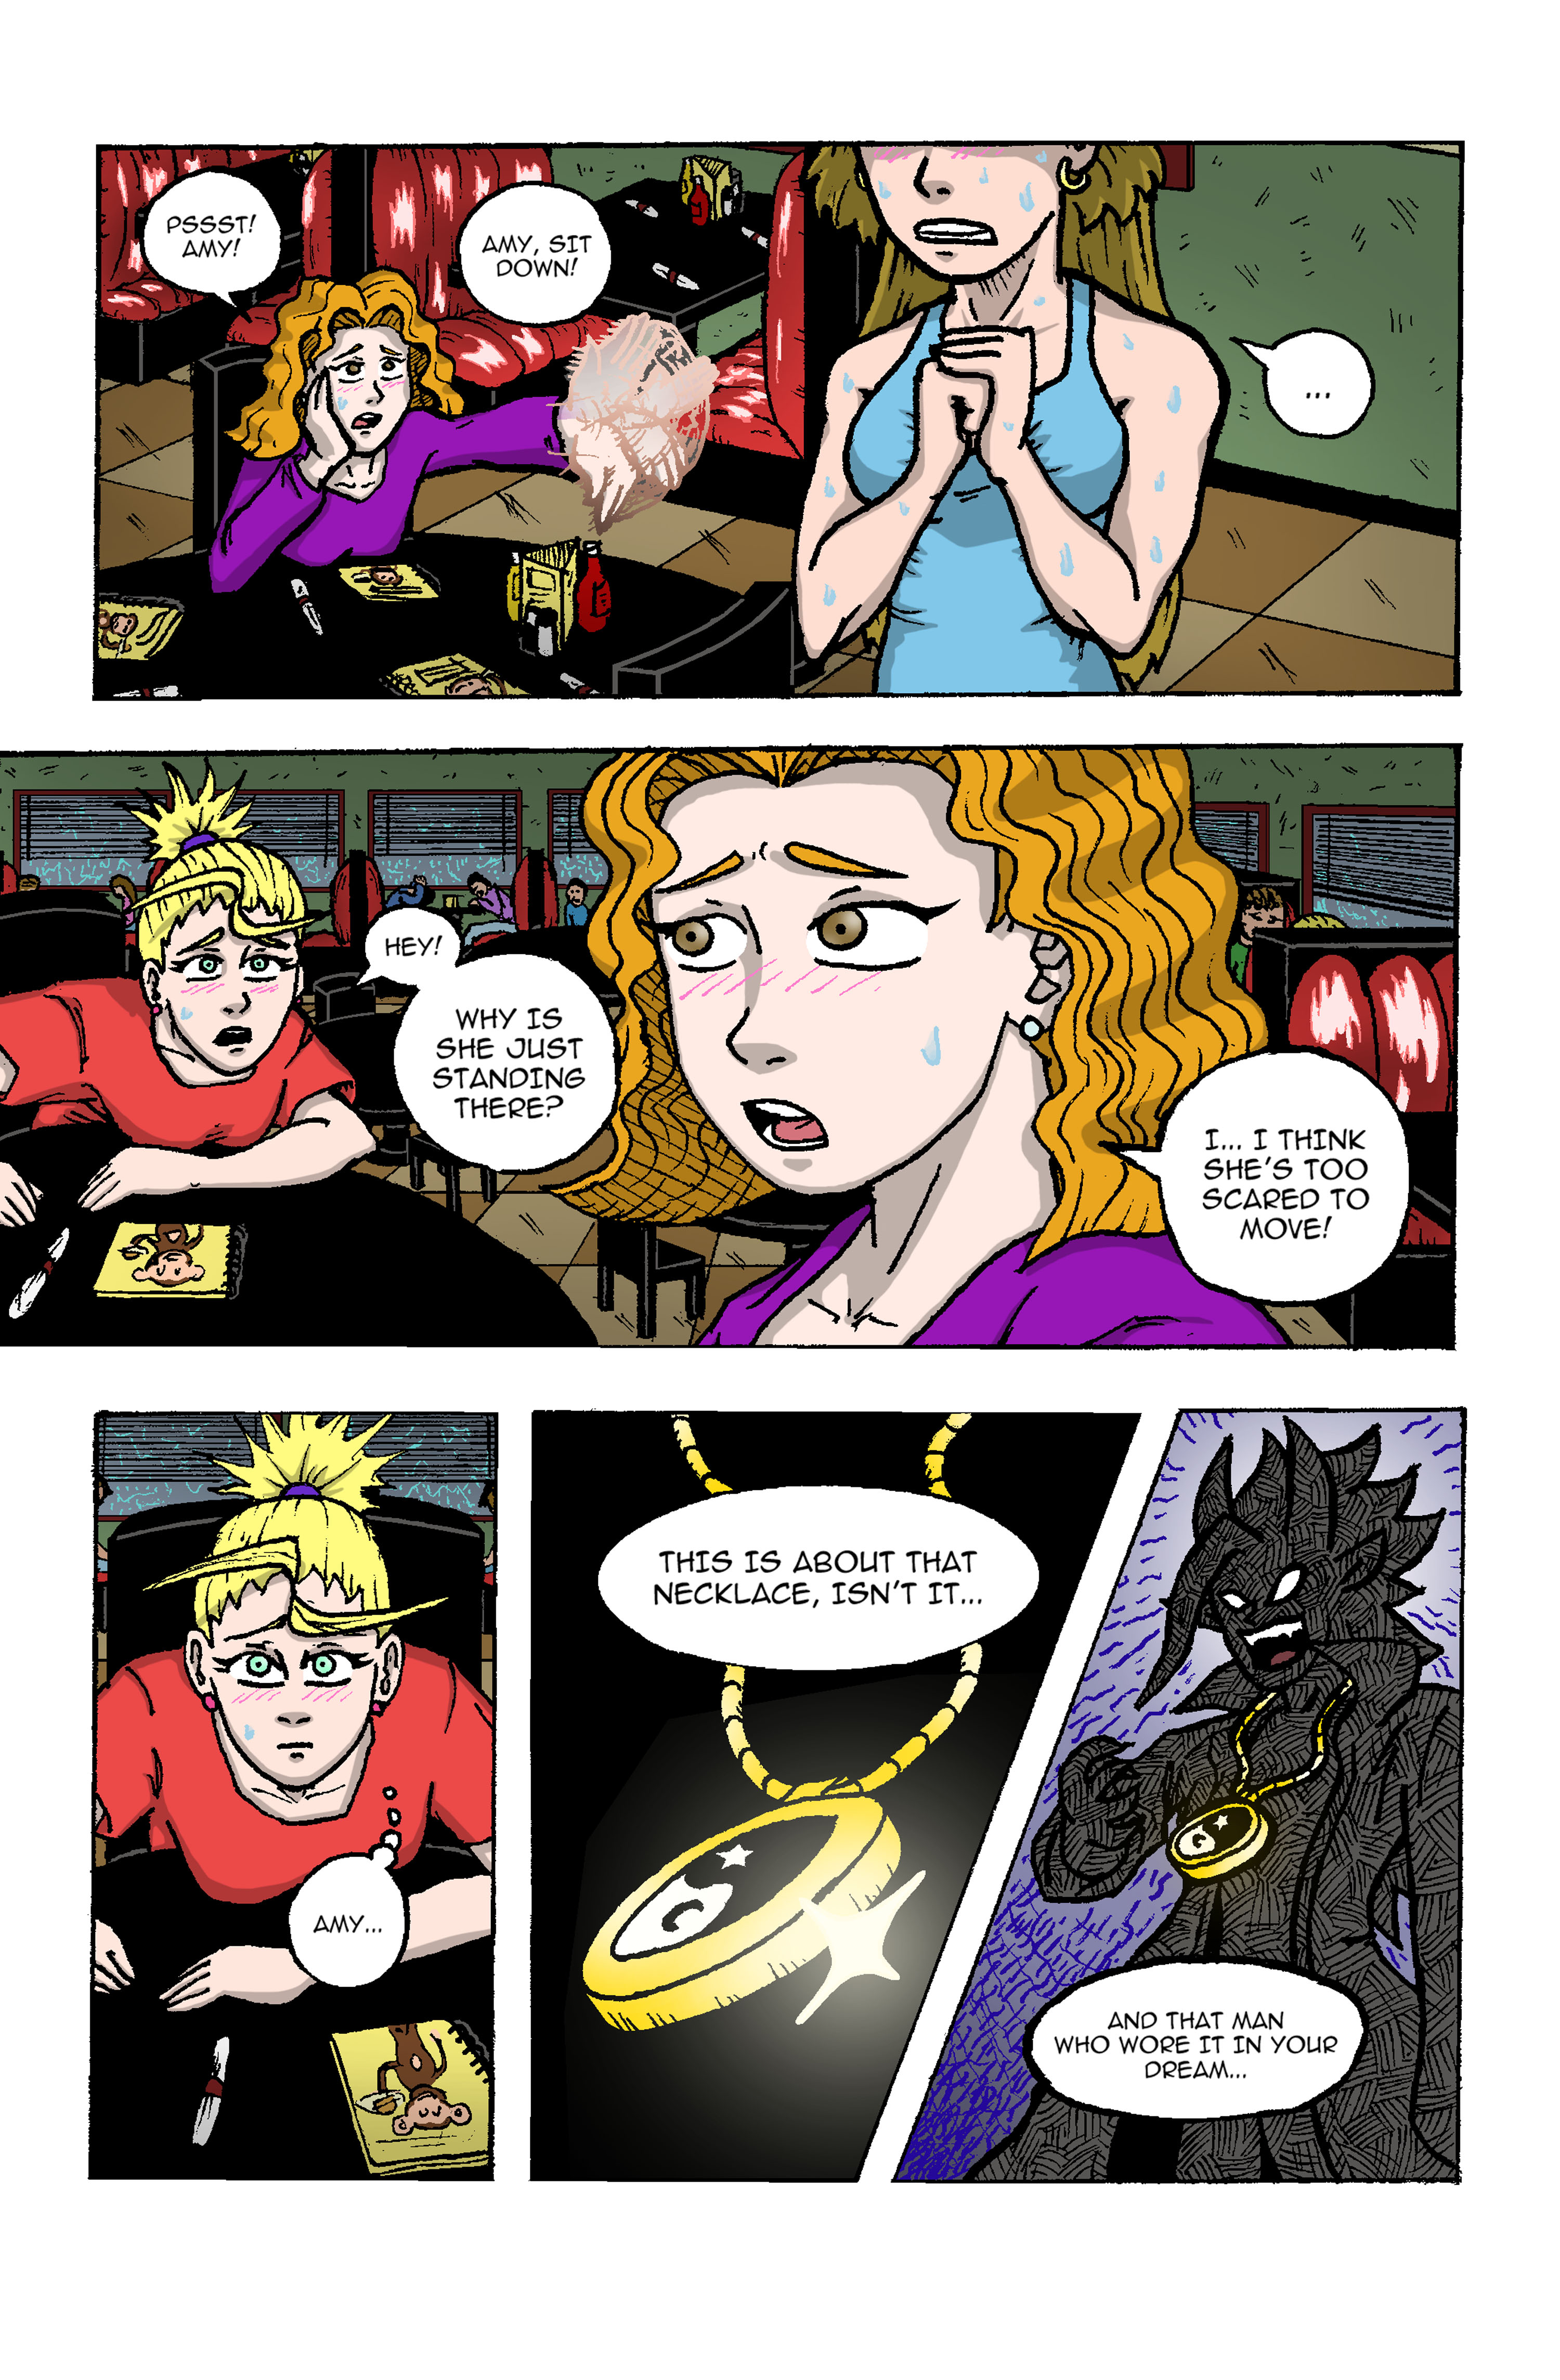 PSSST!
AMY!
AMY, SIT
DOWN!
...
HEY!
WHY IS
SHE JUST
STANDING
THERE?
I... I THINK
SHE'S TOO
SCARED TO
MOVE!
AMY...
THIS IS ABOUT THAT
NECKLACE, ISN'T IT...
AND THAT MAN
WHO WORE IT IN YOUR
DREAM...